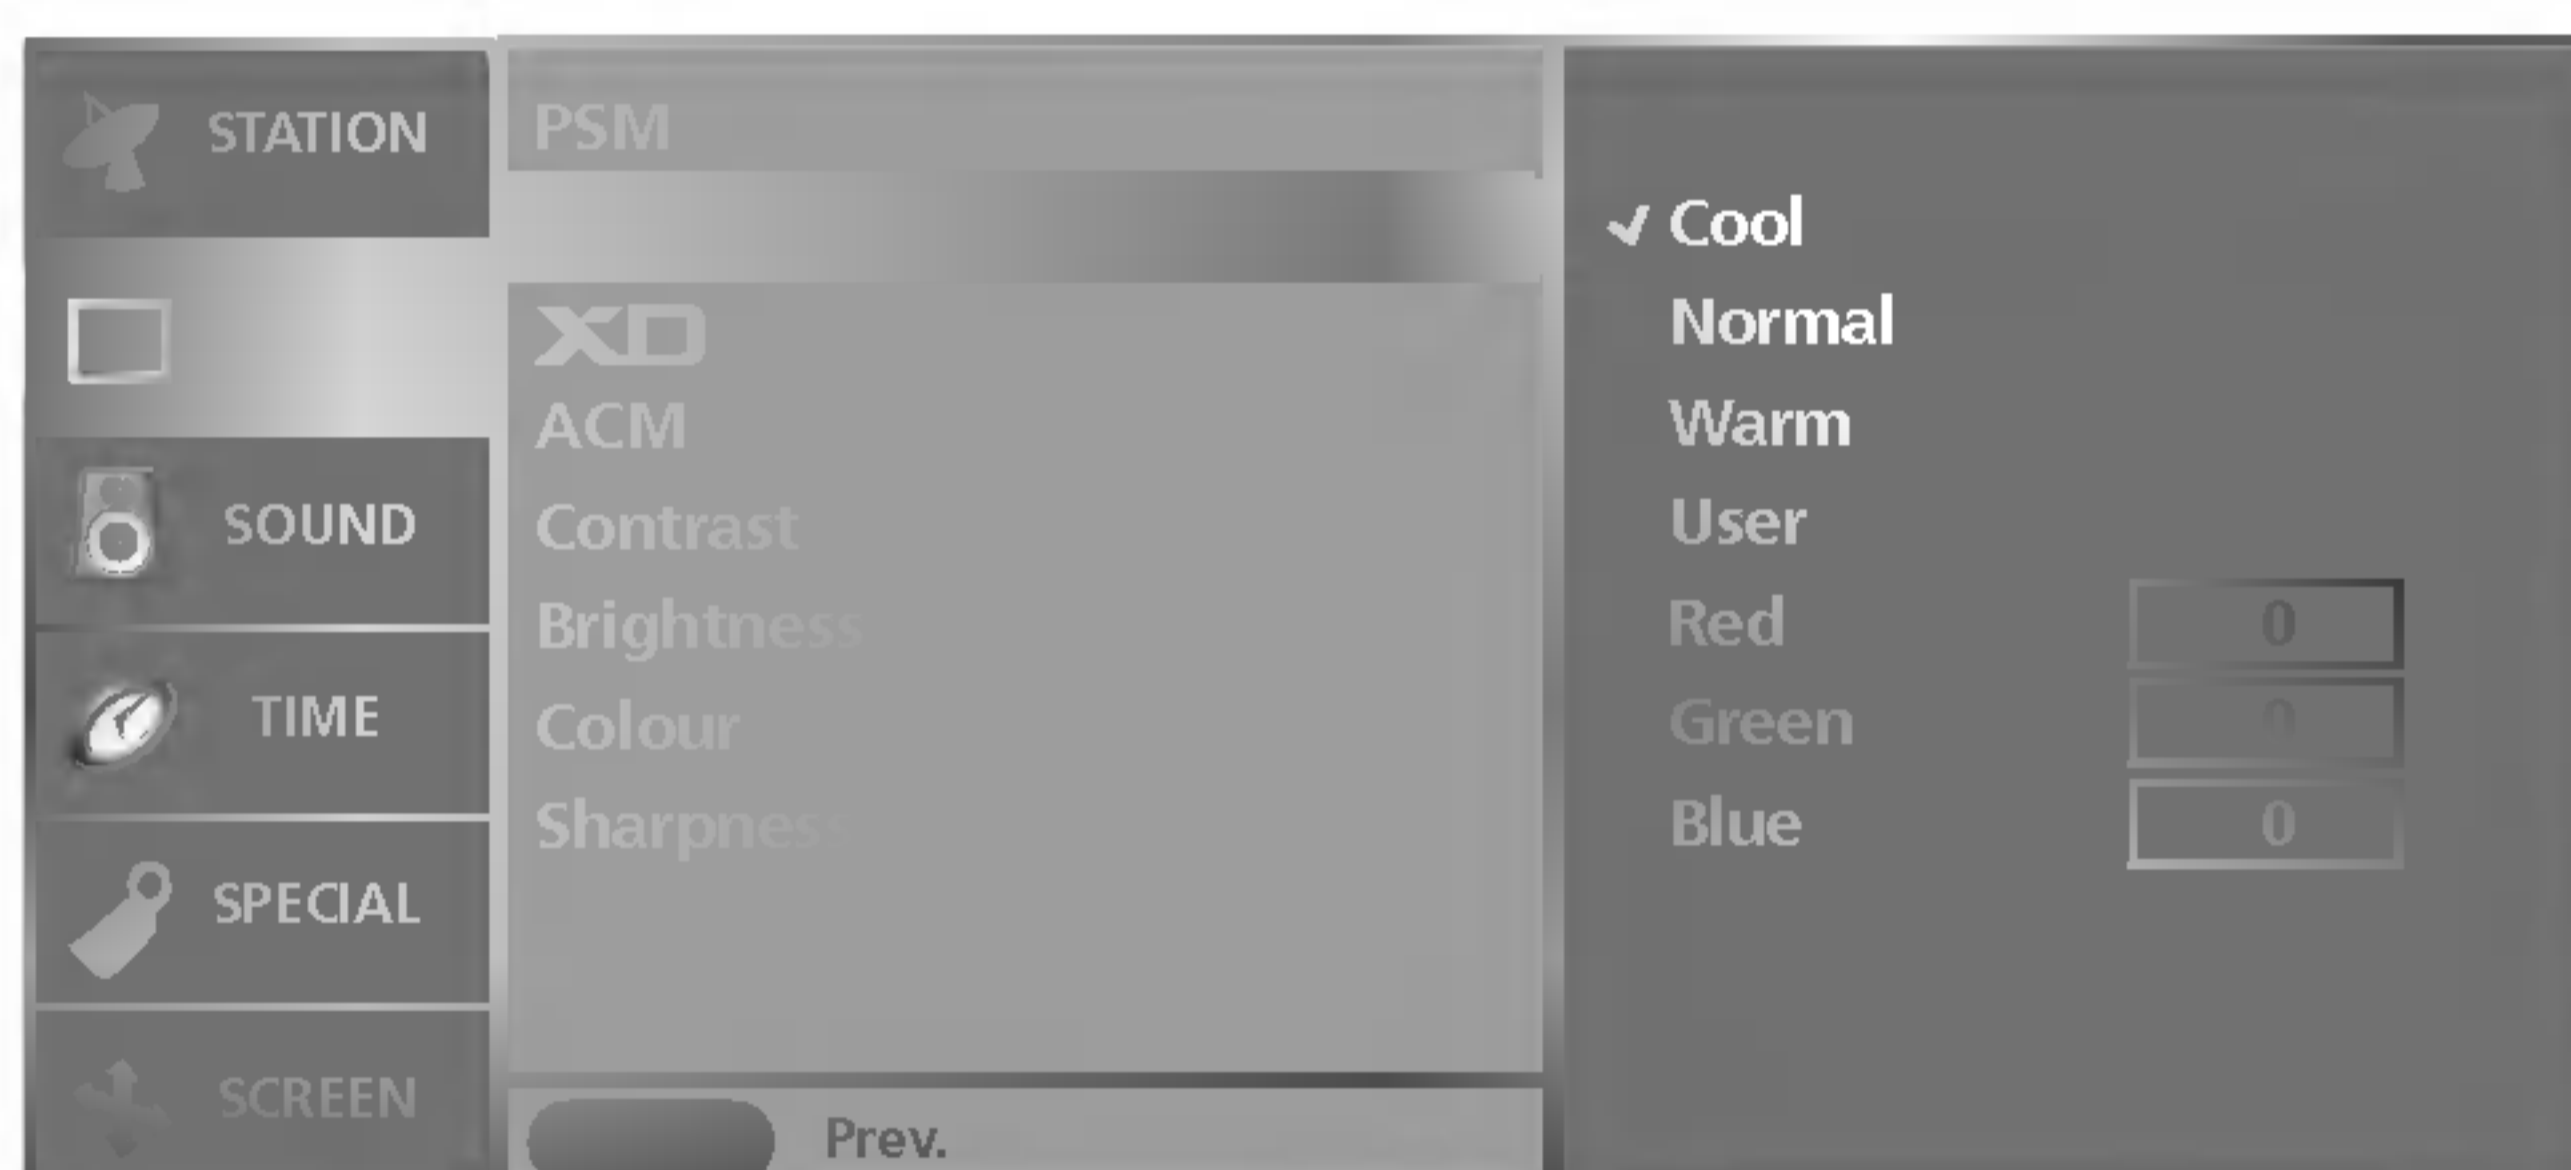 STATION
SOUND
TIME
SPECIAL
SCREEN
PSM
XD
ACM
Contrast
Brightness
Colour
Sharpness
Prev.
Cool
Normal
Warm
User
Red 0
Green 0
Blue 0